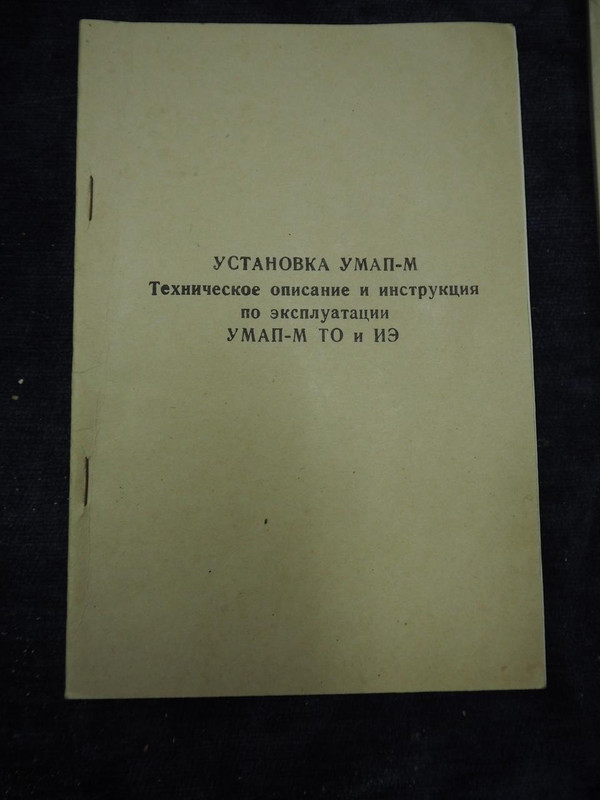 УСТАНОВКА УМАП-М
Техническое описание и инструкция
по эксплуатации
УМАП-М ТО и ИЭ